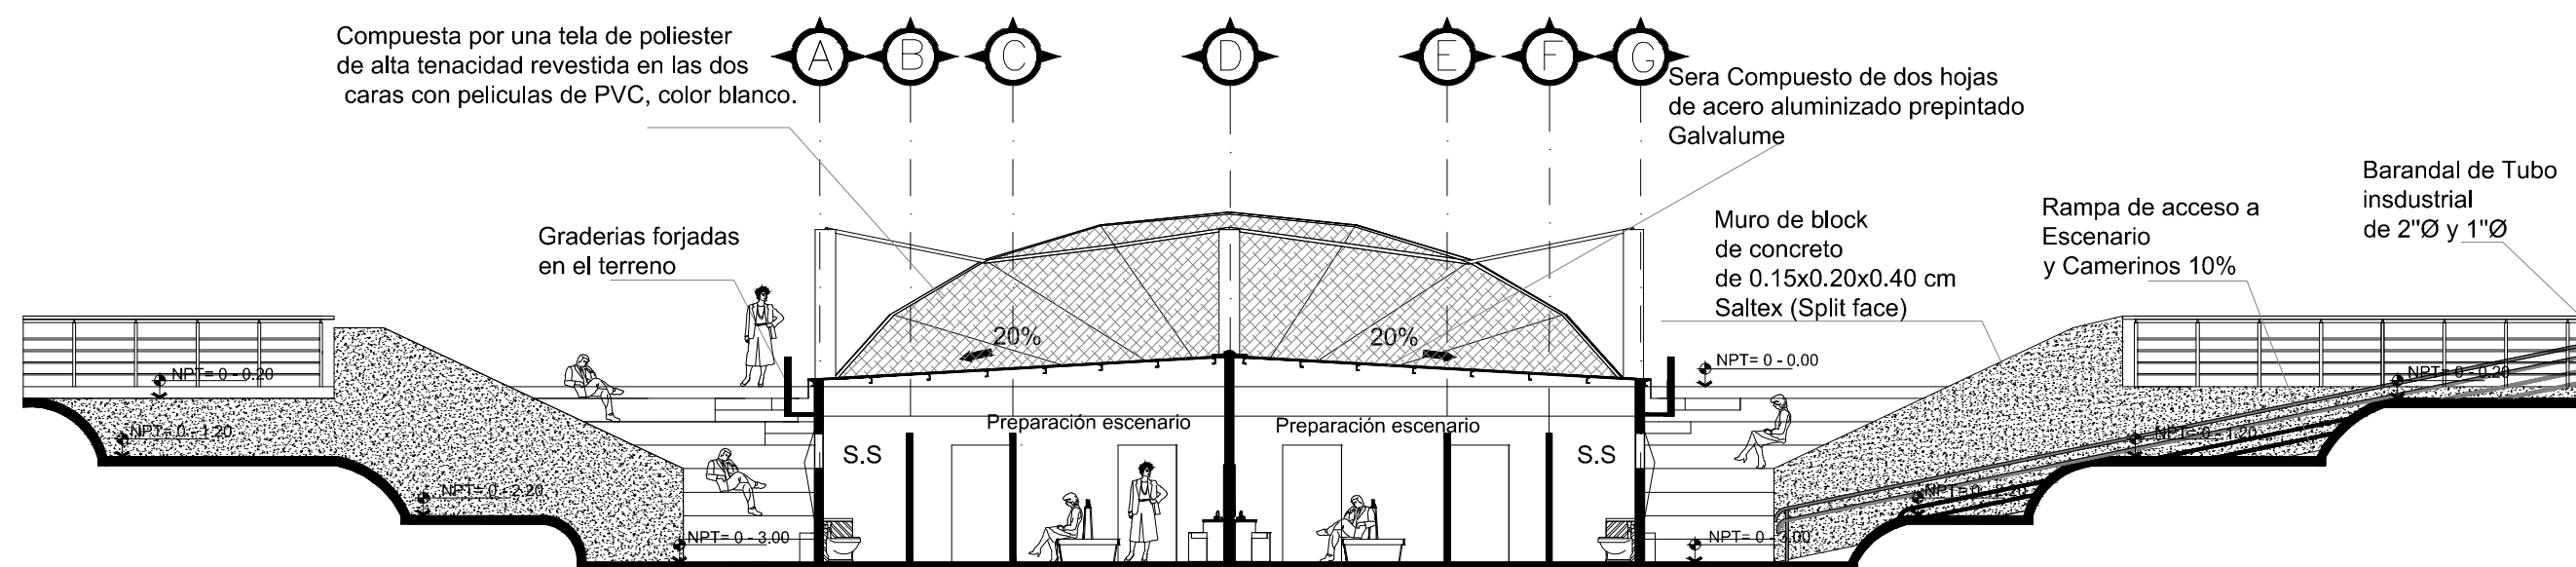 Compuesta por una tela de poliester
de alta tenacidad revestida en las dos
caras con peliculas de PVC, color blanco.
A
B
C
D
E
F
G
Sera Compuesto de dos hojas
de acero aluminizado prepintado
Galvalume
Barandal de Tubo
insdustrial
de 2"Ø y 1"Ø
Rampa de acceso a
Escenario
y Camerinos 10%
Muro de block
de concreto
de 0.15x0.20x0.40 cm
Saltex (Split face)
Graderias forjadas
en el terreno
20%
20%
NPT= 0 - 0.00
NPT= 0 - 0.20
NPT= 0 - 0.20
Preparación escenario
Preparación escenario
NPT= 0 - 1.20
NPT= 0 - 1.20
S.S
S.S
NPT= 0 - 2.20
NPT= 0 - 2.20
NPT= 0 - 3.00
NPT= 0 - 3.00